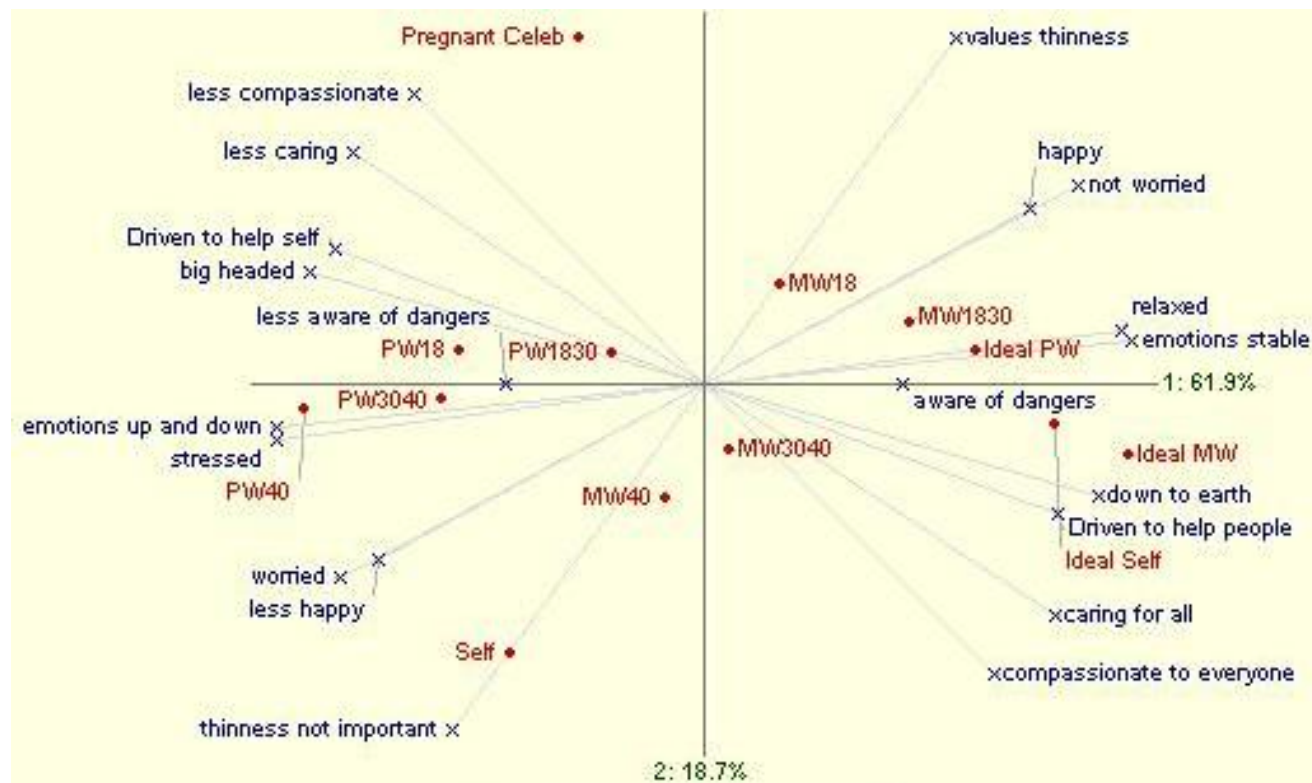 Pregnant Celeb
values thinness
less compassionate
less caring
happy
not worried
Driven to help self
big headed
MW18
less aware of dangers
MW1830
relaxed
PW18
PW1830
Ideal PW
emotions stable
1: 61.9%
PW3040
aware of dangers
emotions up and down
stressed
MW3040
Ideal MW
PW40
MW40
down to earth
Driven to help people
Ideal Self
worried
less happy
caring for all
Self
compassionate to everyone
thinness not important
2: 18.7%